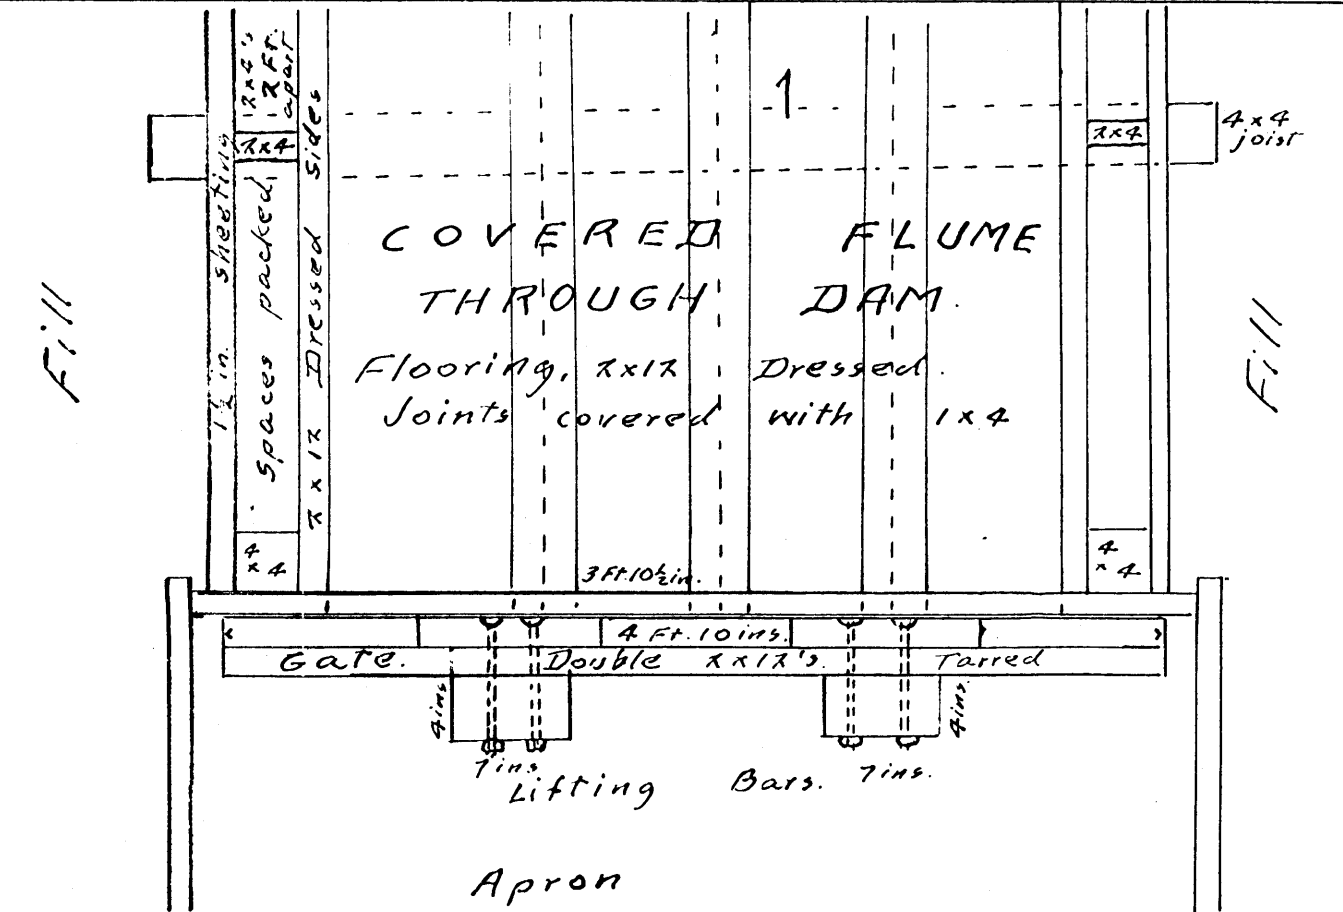 2x4's
2 Ft.
apart
2x4
1½ in. sheeting
Spaces packed
2x12 Dressed sides
1
2x4
4x4
joist
COVERED FLUME
THROUGH DAM.
Fill
Fill
Flooring, 2x12 Dressed.
Joints covered with 1x4
4
x4
4
x4
3 Ft. 10½ in.
4 Ft. 10 ins.
Gate. Double 2x12's. Tarred
4 ins.
4 ins.
7 ins.
7 ins.
Lifting Bars.
Apron